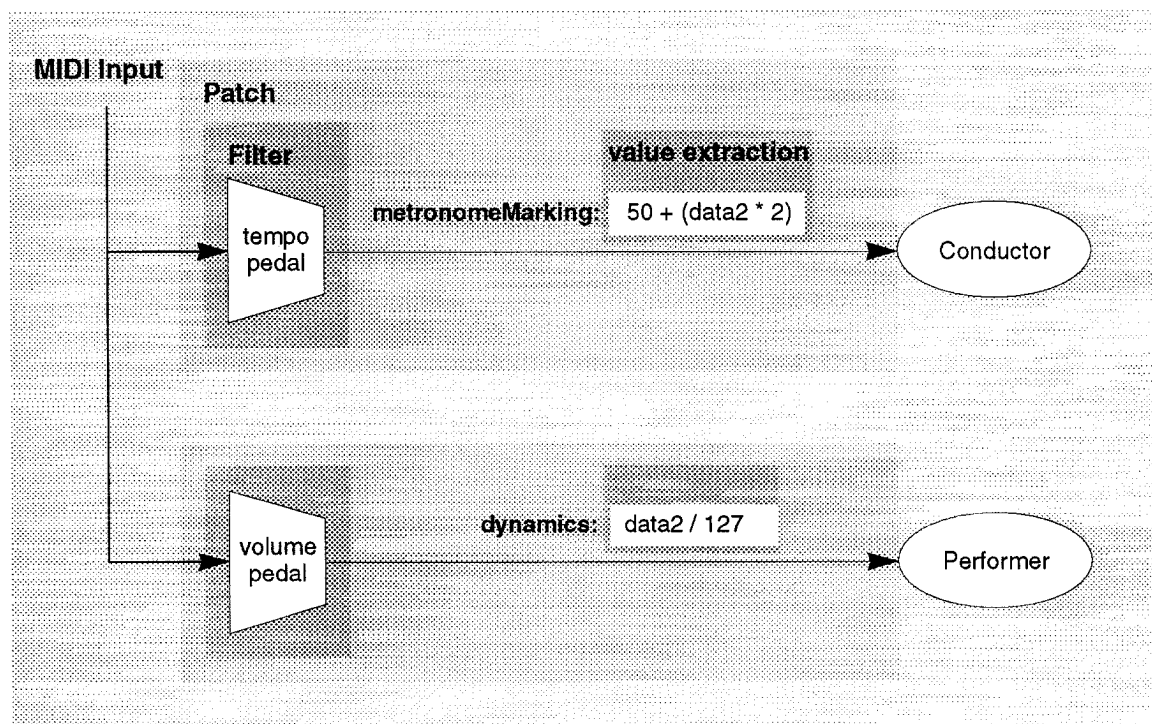 MIDI Input
Patch
Filter
value extraction
metronomeMarking: 50 + (data2 * 2)
tempo
pedal
Conductor
dynamics: data2 / 127
volume
pedal
Performer